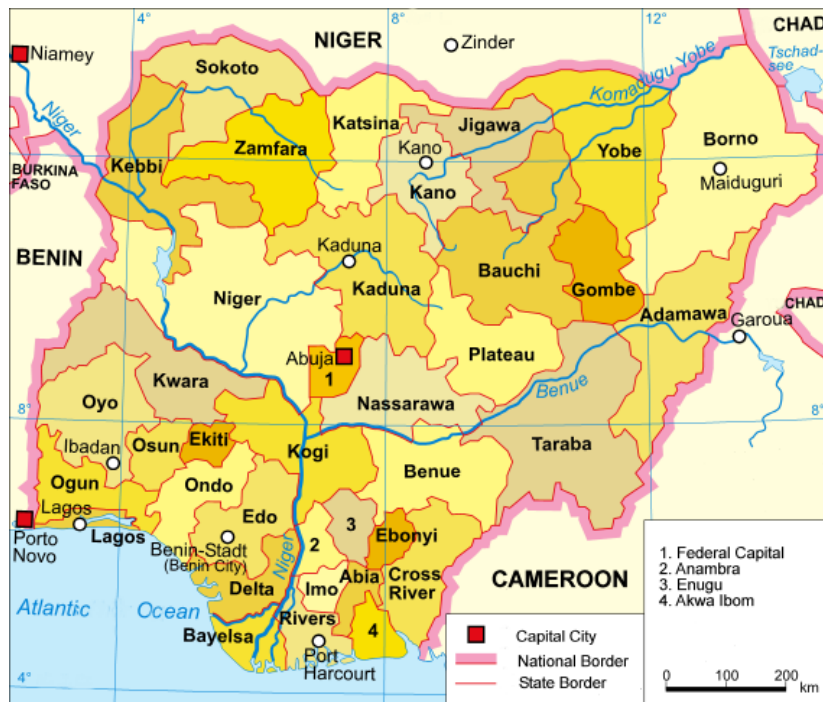 4°
8°
12°
CHAD
NIGER
Niamey
Zinder
Tschad-
see
Sokoto
Komadugu Yobe
Niger
Katsina
Jigawa
Zamfara
Kano
Yobe
Borno
Kebbi
BURKINA
FASO
Kano
Maiduguri
BENIN
Kaduna
Bauchi
Niger
Kaduna
Gombe
Adamawa
CHAD
Garoua
Abuja
1
Plateau
Kwara
Benue
Oyo
Nassarawa
8°
8°
Ibadan
Osun
Ekiti
Kogi
Taraba
Benue
Ogun
Ondo
Lagos
Edo
3
Porto
Novo
Lagos
2
Ebonyi
Benin-Stadt
(Benin City)
Niger
Abia
Cross
River
CAMEROON
Delta
Imo
Atlantic Ocean
Rivers
4
Bayelsa
Port
Harcourt
4°
1. Federal Capital
2. Anambra
3. Enugu
4. Akwa Ibom
Capital City
National Border
State Border
0 100 200
km